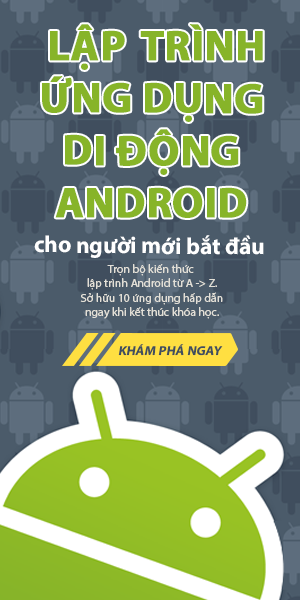 LẬP TRÌNH
ỨNG DỤNG
DI ĐỘNG
ANDROID
cho người mới bắt đầu
Trọn bộ kiến thức
lập trình Android từ A -> Z.
Sở hữu 10 ứng dụng hấp dẫn
ngay khi kết thúc khóa học.
KHÁM PHÁ NGAY